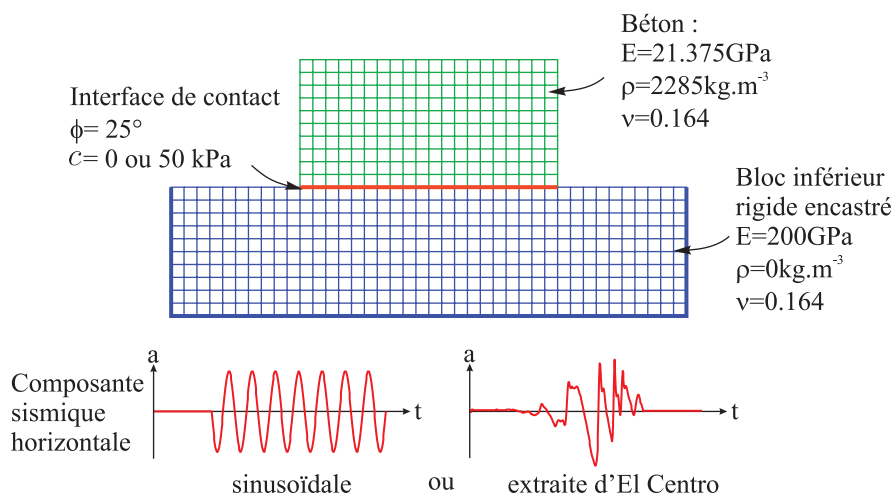 Béton :
E=21.375GPa
ρ=2285kg.m⁻³
ν=0.164
Interface de contact
ϕ= 25°
c= 0 ou 50 kPa
Bloc inférieur
rigide encastré
E=200GPa
ρ=0kg.m⁻³
ν=0.164
Composante
sismique
horizontale
a
t
sinusoïdale
ou
a
t
extraite d'El Centro